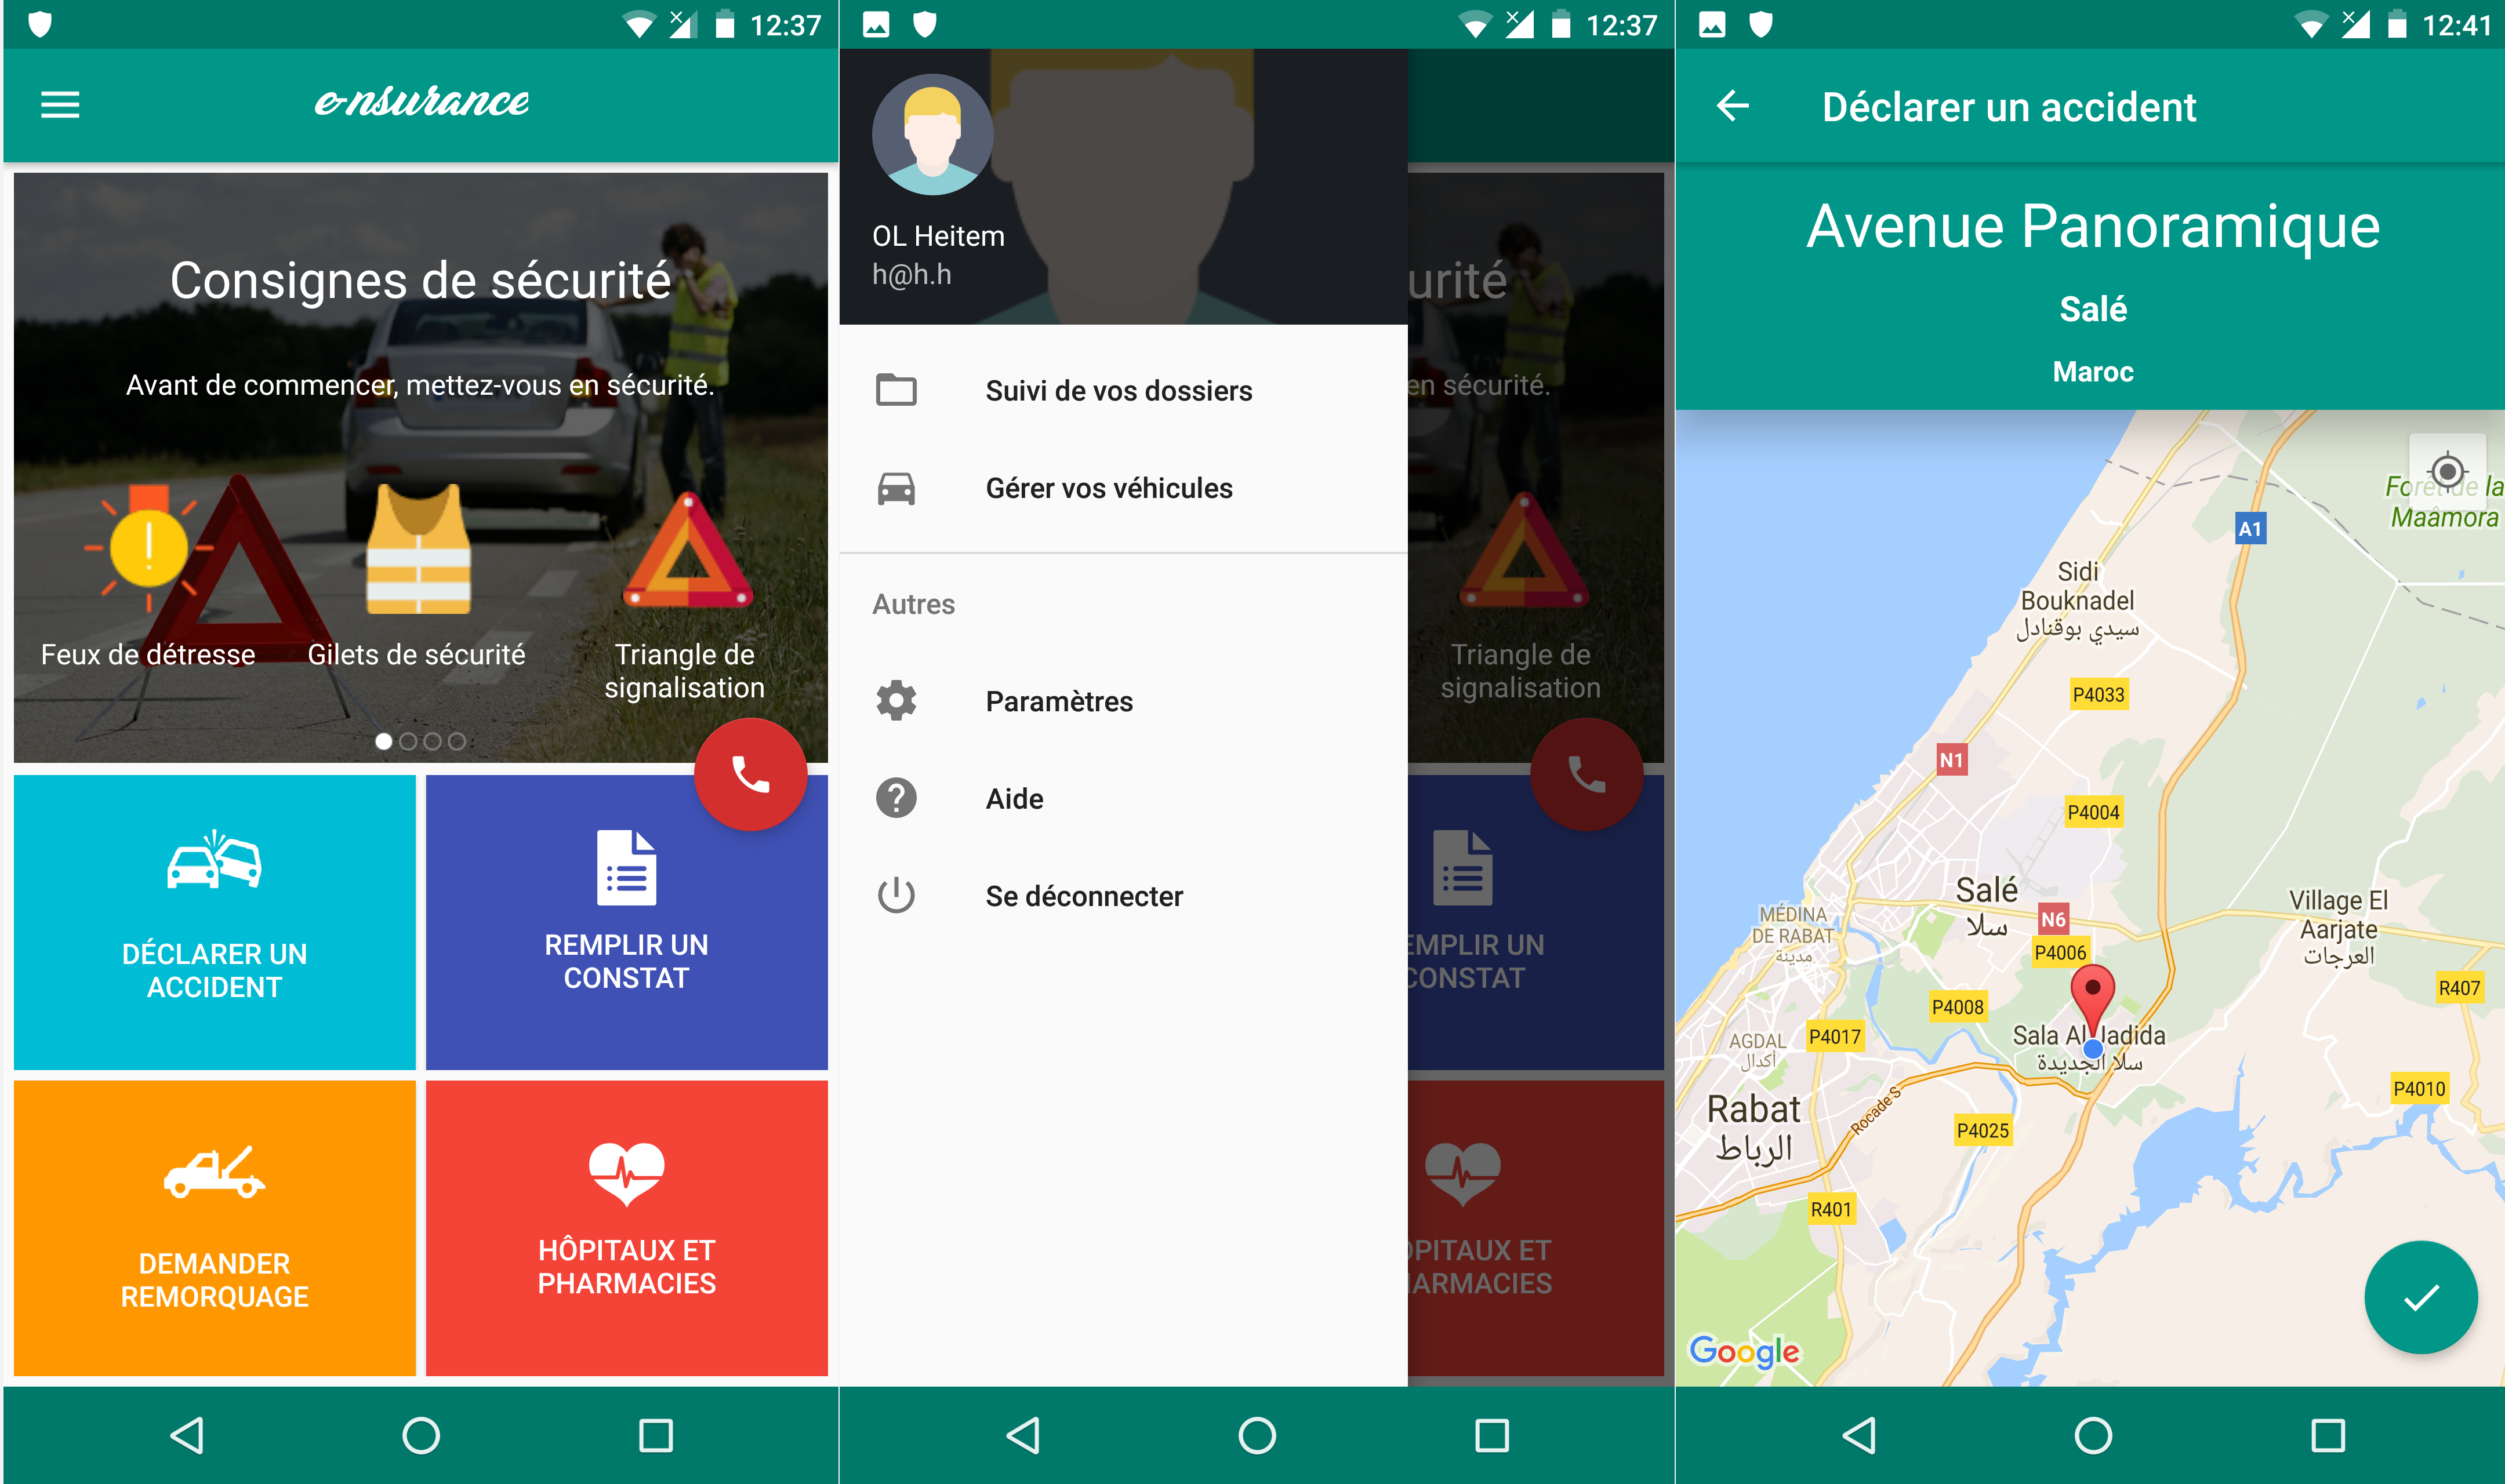 12:37
e-nsurance
Consignes de sécurité
Avant de commencer, mettez-vous en sécurité.
Feux de détresse
Gilets de sécurité
Triangle de
signalisation
DÉCLARER UN
ACCIDENT
REMPLIR UN
CONSTAT
DEMANDER
REMORQUAGE
HÔPITAUX ET
PHARMACIES
12:37
OL Heitem
h@h.h
Suivi de vos dossiers
Gérer vos véhicules
Autres
Paramètres
Aide
Se déconnecter
urité
en sécurité.
Triangle de
signalisation
EMPLIR UN
CONSTAT
OPITAUX ET
IARMACIES
12:41
Déclarer un accident
Avenue Panoramique
Salé
Maroc
Forêt de la
Maâmora
A1
Sidi
Bouknadel
سيدي بوقنادل
P4033
N1
P4004
Salé
سلا
N6
P4006
MÉDINA
DE RABAT
مدينة
Village El
Aarjate
العرجات
R407
P4008
P4017
Sala Al Jadida
سلا الجديدة
AGDAL
أكدال
P4010
Rabat
الرباط
Rocade S
P4025
R401
Google